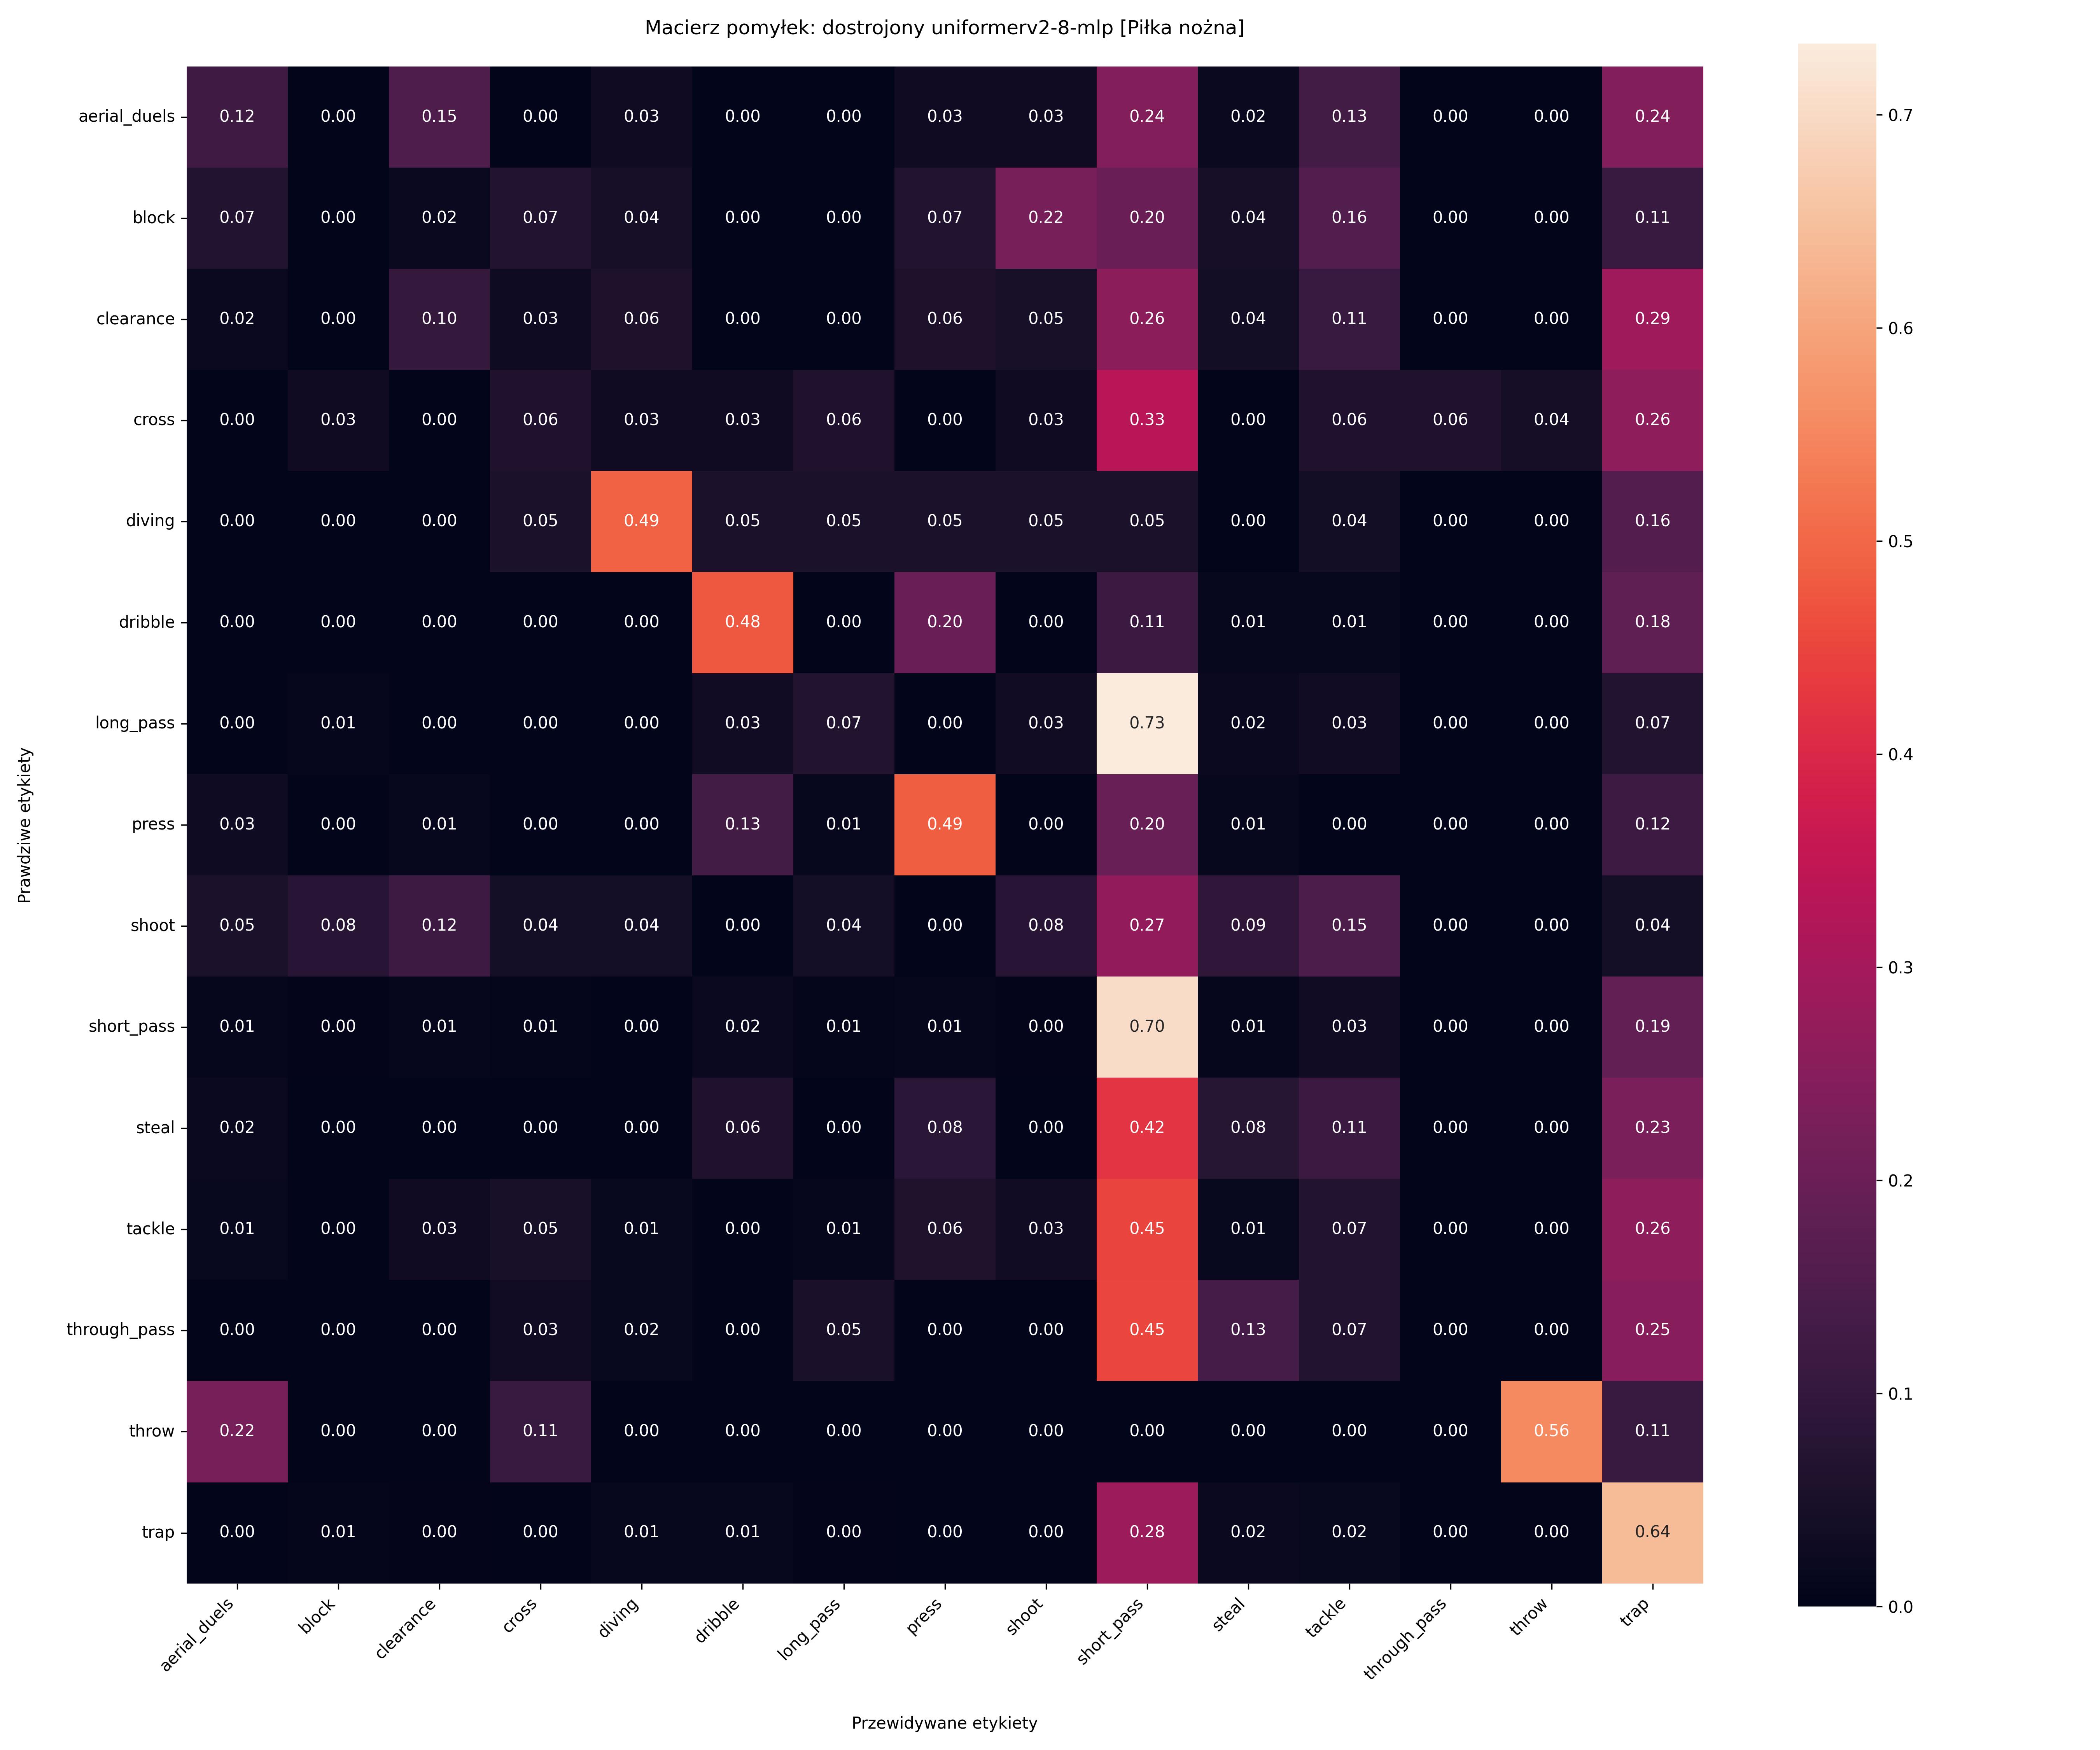 Macierz pomyłek: dostrojony uniformerv2-8-mlp [Piłka nożna]
aerial_duels 0.12 0.00 0.15 0.00 0.03 0.00 0.00 0.03 0.03 0.24 0.02 0.13 0.00 0.00 0.24
block 0.07 0.00 0.02 0.07 0.04 0.00 0.00 0.07 0.22 0.20 0.04 0.16 0.00 0.00 0.11
clearance 0.02 0.00 0.10 0.03 0.06 0.00 0.00 0.06 0.05 0.26 0.04 0.11 0.00 0.00 0.29
cross 0.00 0.03 0.00 0.06 0.03 0.03 0.06 0.00 0.03 0.33 0.00 0.06 0.06 0.04 0.26
diving 0.00 0.00 0.00 0.05 0.49 0.05 0.05 0.05 0.05 0.05 0.00 0.04 0.00 0.00 0.16
dribble 0.00 0.00 0.00 0.00 0.00 0.48 0.00 0.20 0.00 0.11 0.01 0.01 0.00 0.00 0.18
long_pass 0.00 0.01 0.00 0.00 0.00 0.03 0.07 0.00 0.03 0.73 0.02 0.03 0.00 0.00 0.07
press 0.03 0.00 0.01 0.00 0.00 0.13 0.01 0.49 0.00 0.20 0.01 0.00 0.00 0.00 0.12
shoot 0.05 0.08 0.12 0.04 0.04 0.00 0.04 0.00 0.08 0.27 0.09 0.15 0.00 0.00 0.04
short_pass 0.01 0.00 0.01 0.01 0.00 0.02 0.01 0.01 0.00 0.70 0.01 0.03 0.00 0.00 0.19
steal 0.02 0.00 0.00 0.00 0.00 0.06 0.00 0.08 0.00 0.42 0.08 0.11 0.00 0.00 0.23
tackle 0.01 0.00 0.03 0.05 0.01 0.00 0.01 0.06 0.03 0.45 0.01 0.07 0.00 0.00 0.26
through_pass 0.00 0.00 0.00 0.03 0.02 0.00 0.05 0.00 0.00 0.45 0.13 0.07 0.00 0.00 0.25
throw 0.22 0.00 0.00 0.11 0.00 0.00 0.00 0.00 0.00 0.00 0.00 0.00 0.00 0.56 0.11
trap 0.00 0.01 0.00 0.00 0.01 0.01 0.00 0.00 0.00 0.28 0.02 0.02 0.00 0.00 0.64
aerial_duels block clearance cross diving dribble long_pass press shoot short_pass steal tackle through_pass throw trap
Przewidywane etykiety
Prawdziwe etykiety
0.7
0.6
0.5
0.4
0.3
0.2
0.1
0.0